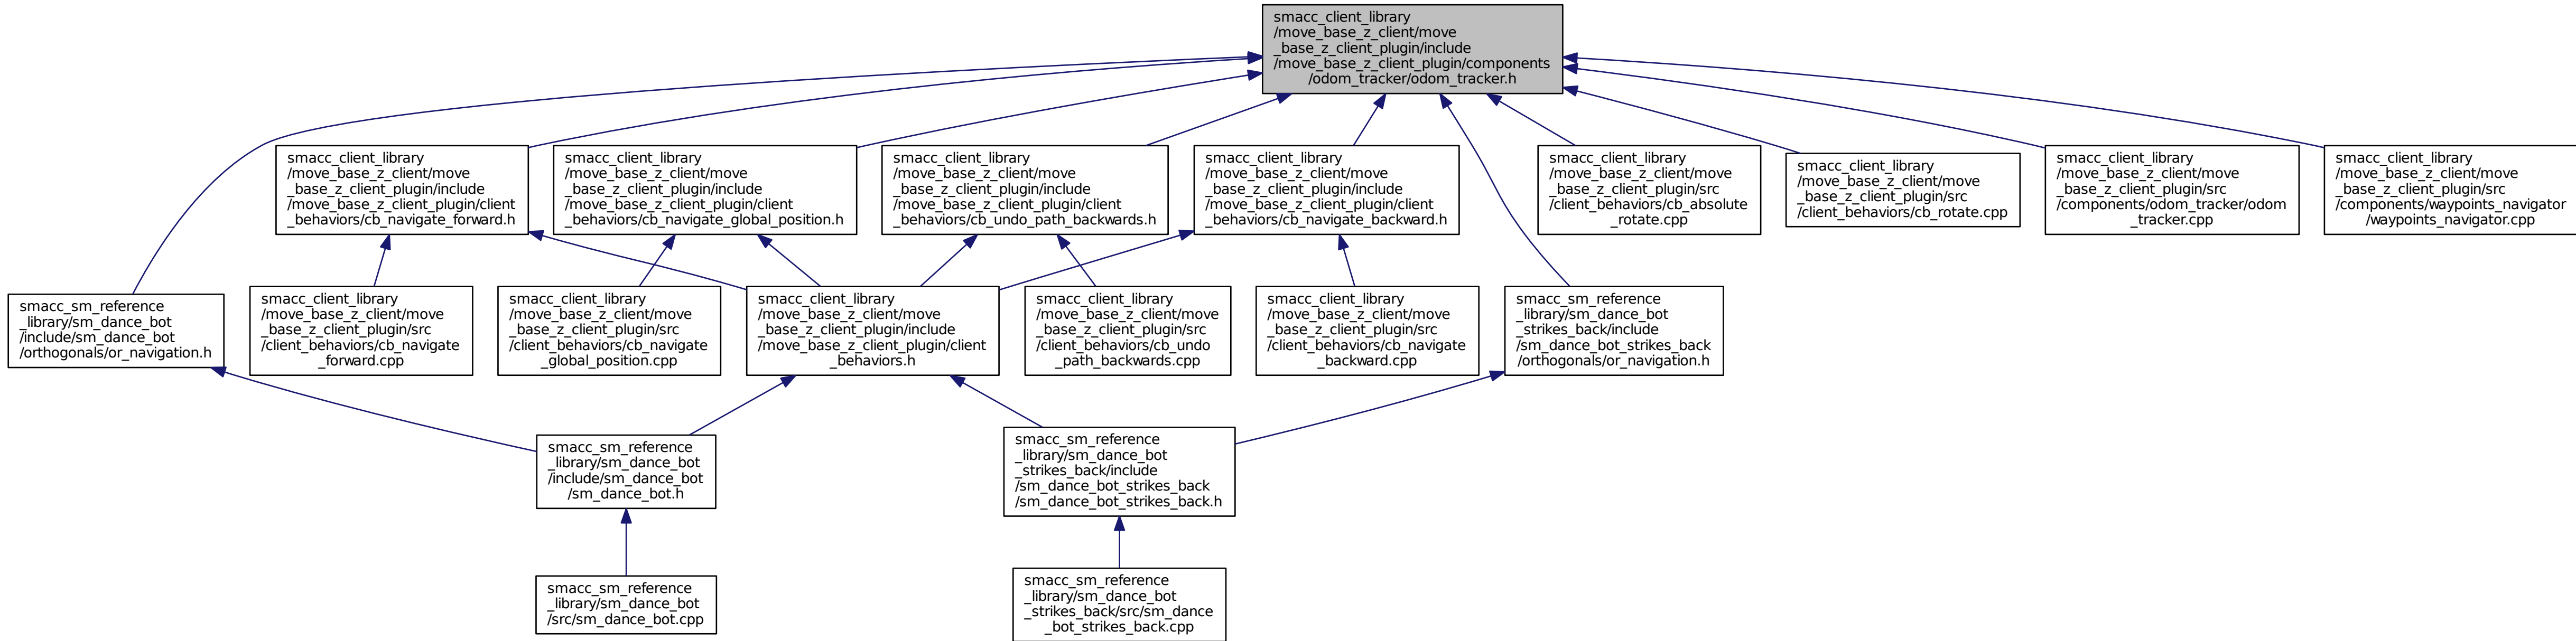 smacc_client_library
/move_base_z_client/move
_base_z_client_plugin/include
/move_base_z_client_plugin/components
/odom_tracker/odom_tracker.h
smacc_client_library
/move_base_z_client/move
_base_z_client_plugin/include
/move_base_z_client_plugin/client
_behaviors/cb_navigate_forward.h
smacc_client_library
/move_base_z_client/move
_base_z_client_plugin/include
/move_base_z_client_plugin/client
_behaviors/cb_navigate_global_position.h
smacc_client_library
/move_base_z_client/move
_base_z_client_plugin/include
/move_base_z_client_plugin/client
_behaviors/cb_undo_path_backwards.h
smacc_client_library
/move_base_z_client/move
_base_z_client_plugin/include
/move_base_z_client_plugin/client
_behaviors/cb_navigate_backward.h
smacc_client_library
/move_base_z_client/move
_base_z_client_plugin/src
/client_behaviors/cb_absolute
_rotate.cpp
smacc_client_library
/move_base_z_client/move
_base_z_client_plugin/src
/client_behaviors/cb_rotate.cpp
smacc_client_library
/move_base_z_client/move
_base_z_client_plugin/src
/components/odom_tracker/odom
_tracker.cpp
smacc_client_library
/move_base_z_client/move
_base_z_client_plugin/src
/components/waypoints_navigator
/waypoints_navigator.cpp
smacc_sm_reference
_library/sm_dance_bot
/include/sm_dance_bot
/orthogonals/or_navigation.h
smacc_client_library
/move_base_z_client/move
_base_z_client_plugin/src
/client_behaviors/cb_navigate
_forward.cpp
smacc_client_library
/move_base_z_client/move
_base_z_client_plugin/src
/client_behaviors/cb_navigate
_global_position.cpp
smacc_client_library
/move_base_z_client/move
_base_z_client_plugin/include
/move_base_z_client_plugin/client
_behaviors.h
smacc_client_library
/move_base_z_client/move
_base_z_client_plugin/src
/client_behaviors/cb_undo
_path_backwards.cpp
smacc_client_library
/move_base_z_client/move
_base_z_client_plugin/src
/client_behaviors/cb_navigate
_backward.cpp
smacc_sm_reference
_library/sm_dance_bot
_strikes_back/include
/sm_dance_bot_strikes_back
/orthogonals/or_navigation.h
smacc_sm_reference
_library/sm_dance_bot
/include/sm_dance_bot
/sm_dance_bot.h
smacc_sm_reference
_library/sm_dance_bot
_strikes_back/include
/sm_dance_bot_strikes_back
/sm_dance_bot_strikes_back.h
smacc_sm_reference
_library/sm_dance_bot
/src/sm_dance_bot.cpp
smacc_sm_reference
_library/sm_dance_bot
_strikes_back/src/sm_dance
_bot_strikes_back.cpp